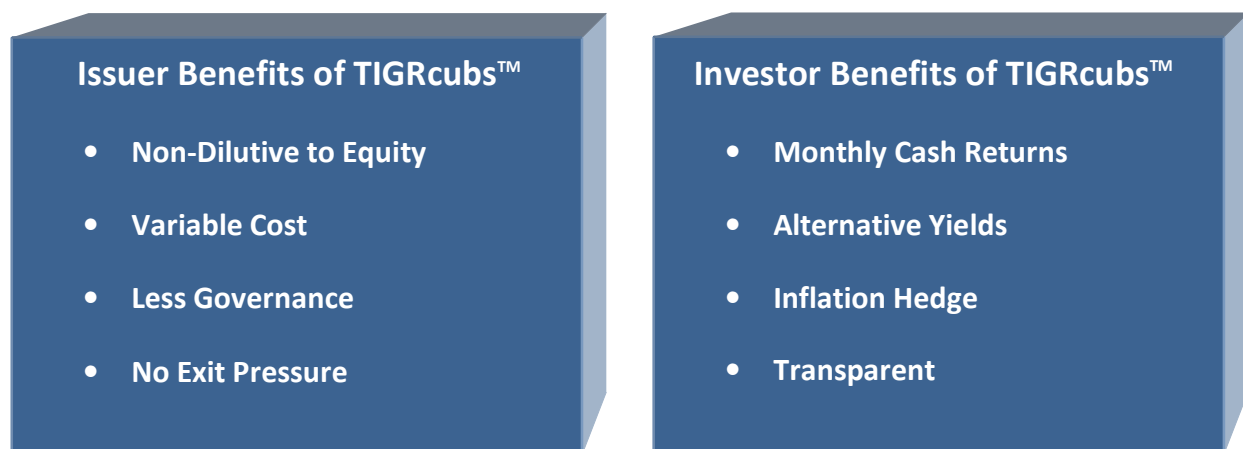 Issuer Benefits of TIGRcubs™
• Non-Dilutive to Equity
• Variable Cost
• Less Governance
• No Exit Pressure
Investor Benefits of TIGRcubs™
• Monthly Cash Returns
• Alternative Yields
• Inflation Hedge
• Transparent